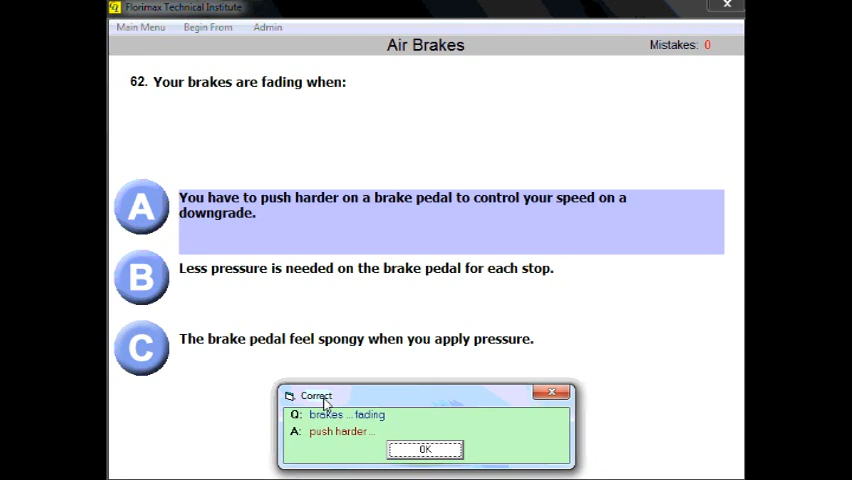 Florimax Technical Institute
Main Menu Begin From Admin
Air Brakes Mistakes: 0
62. Your brakes are fading when:
A You have to push harder on a brake pedal to control your speed on a
downgrade.
B Less pressure is needed on the brake pedal for each stop.
C The brake pedal feel spongy when you apply pressure.
Correct
Q: brakes ... fading
A: push harder ...
OK